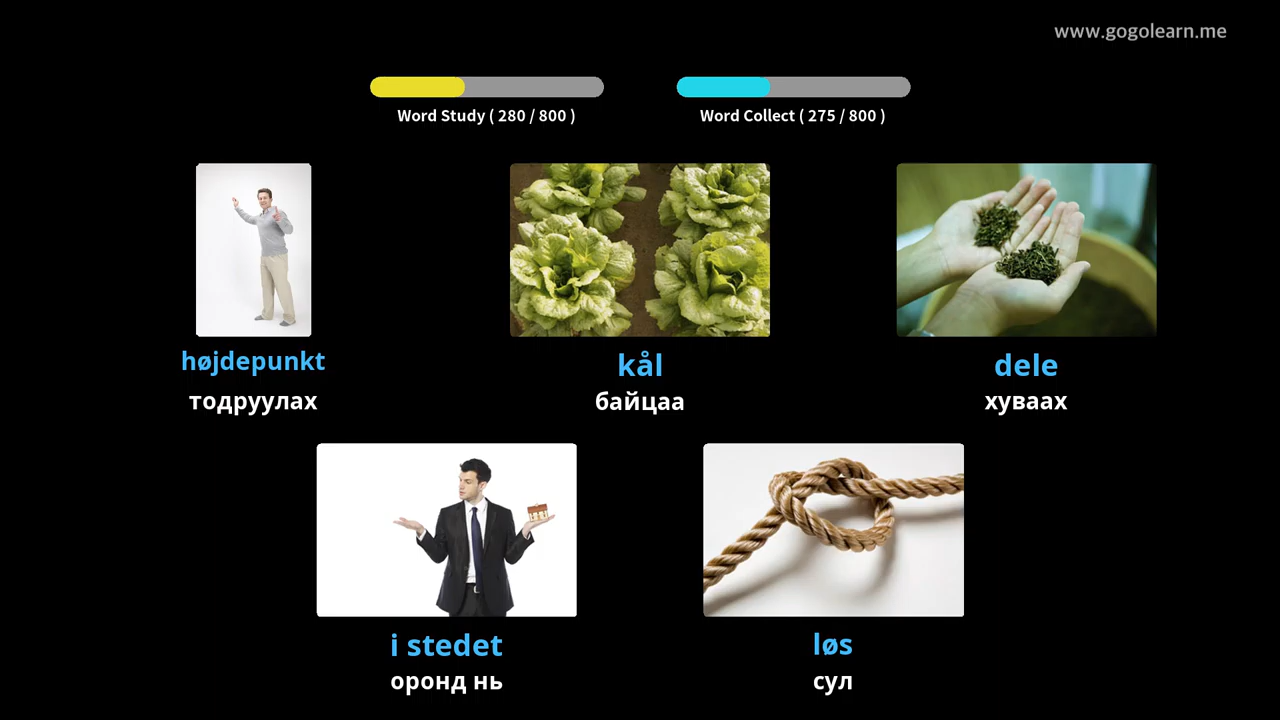 www.gogolearn.me
Word Study ( 280 / 800 )
Word Collect ( 275 / 800 )
højdepunkt
тодруулах
kål
байцаа
dele
хуваах
i stedet
оронд нь
løs
сул